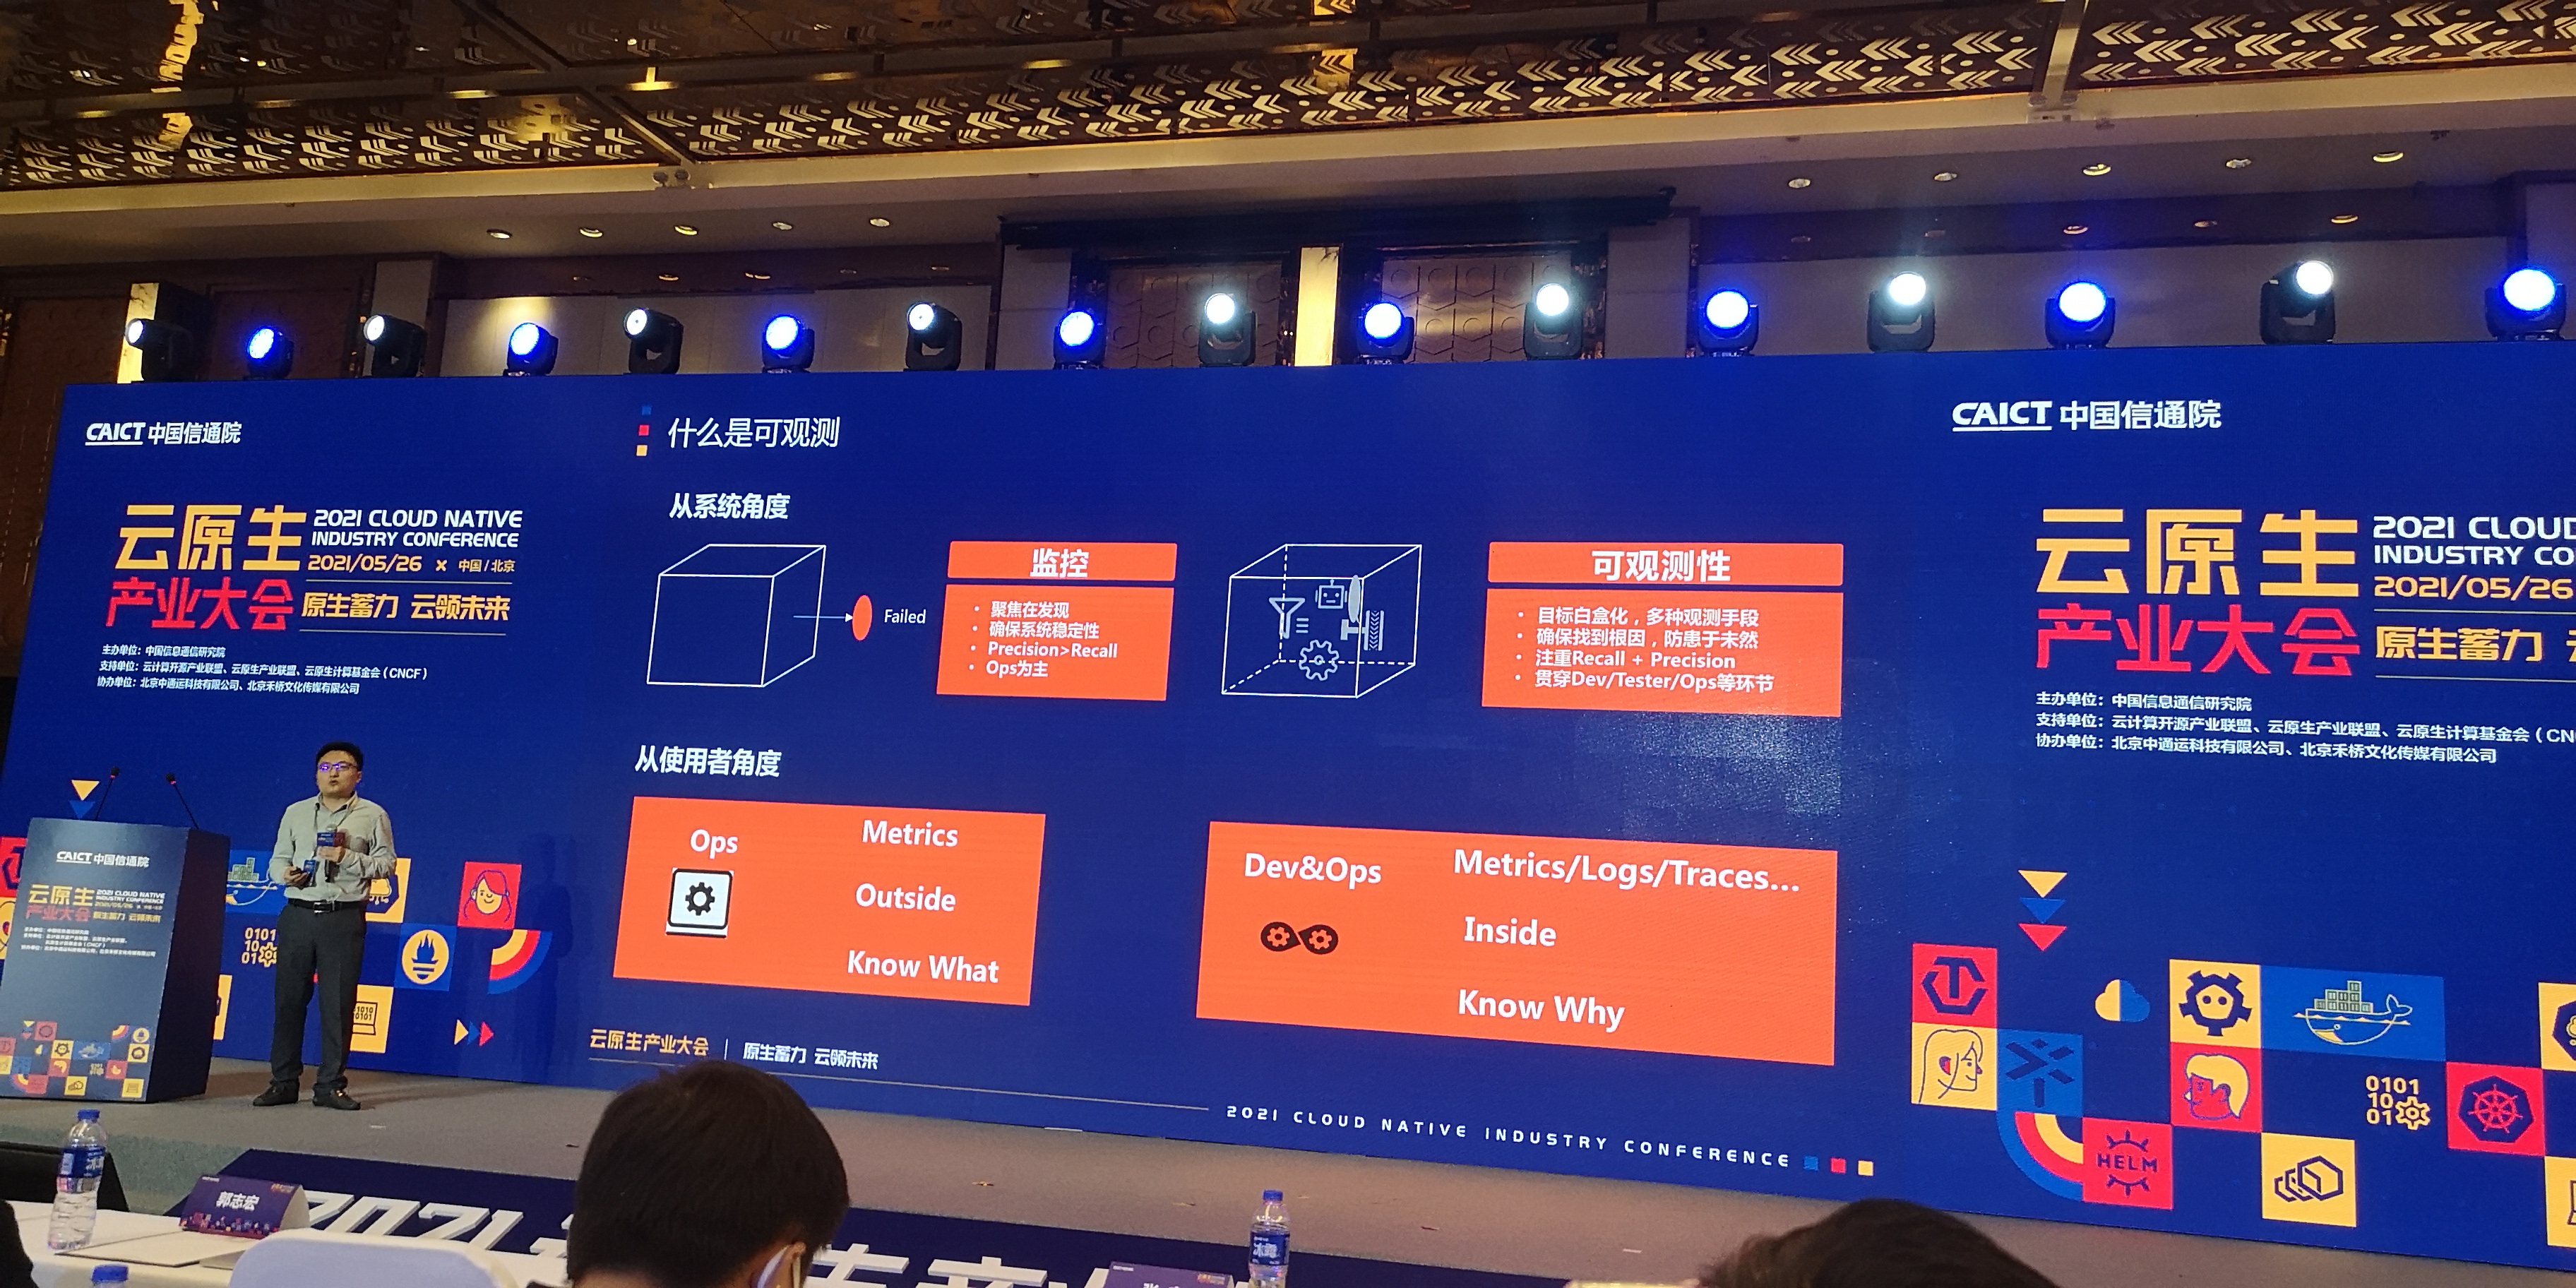 CAICT 中国信通院
云原生
产业大会
2021 CLOUD NATIVE
INDUSTRY CONFERENCE
2021/05/26 × 中国/北京
原生蓄力 云领未来
主办单位：中国信息通信研究院
支持单位：云计算开源产业联盟、云原生产业联盟、云原生计算基金会（CNCF）
协办单位：北京中通运科技有限公司、北京禾桥文化传媒有限公司
什么是可观测
从系统角度
Failed
监控
• 聚焦在发现
• 确保系统稳定性
• Precision>Recall
• Ops为主
可观测性
• 目标白盒化，多种观测手段
• 确保找到根因，防患于未然
• 注重Recall + Precision
• 贯穿Dev/Tester/Ops等环节
从使用者角度
Ops
Metrics
Outside
Know What
Dev&Ops
Metrics/Logs/Traces...
Inside
Know Why
云原生产业大会 | 原生蓄力 云领未来
2021 CLOUD NATIVE INDUSTRY CONFERENCE
CAICT 中国信通院
云原生
产业大会
2021 CLOUD
INDUSTRY CO
2021/05/26
原生蓄力
主办单位：中国信息通信研究院
支持单位：云计算开源产业联盟、云原生产业联盟、云原生计算基金会（CN
协办单位：北京中通运科技有限公司、北京禾桥文化传媒有限公司
0101
10
01
HELM
0101
10
01
CAICT 中国信通院
云原生
产业大会
2021 CLOUD NATIVE
INDUSTRY CONFERENCE
原生蓄力 云领未来
郭志宏
2021